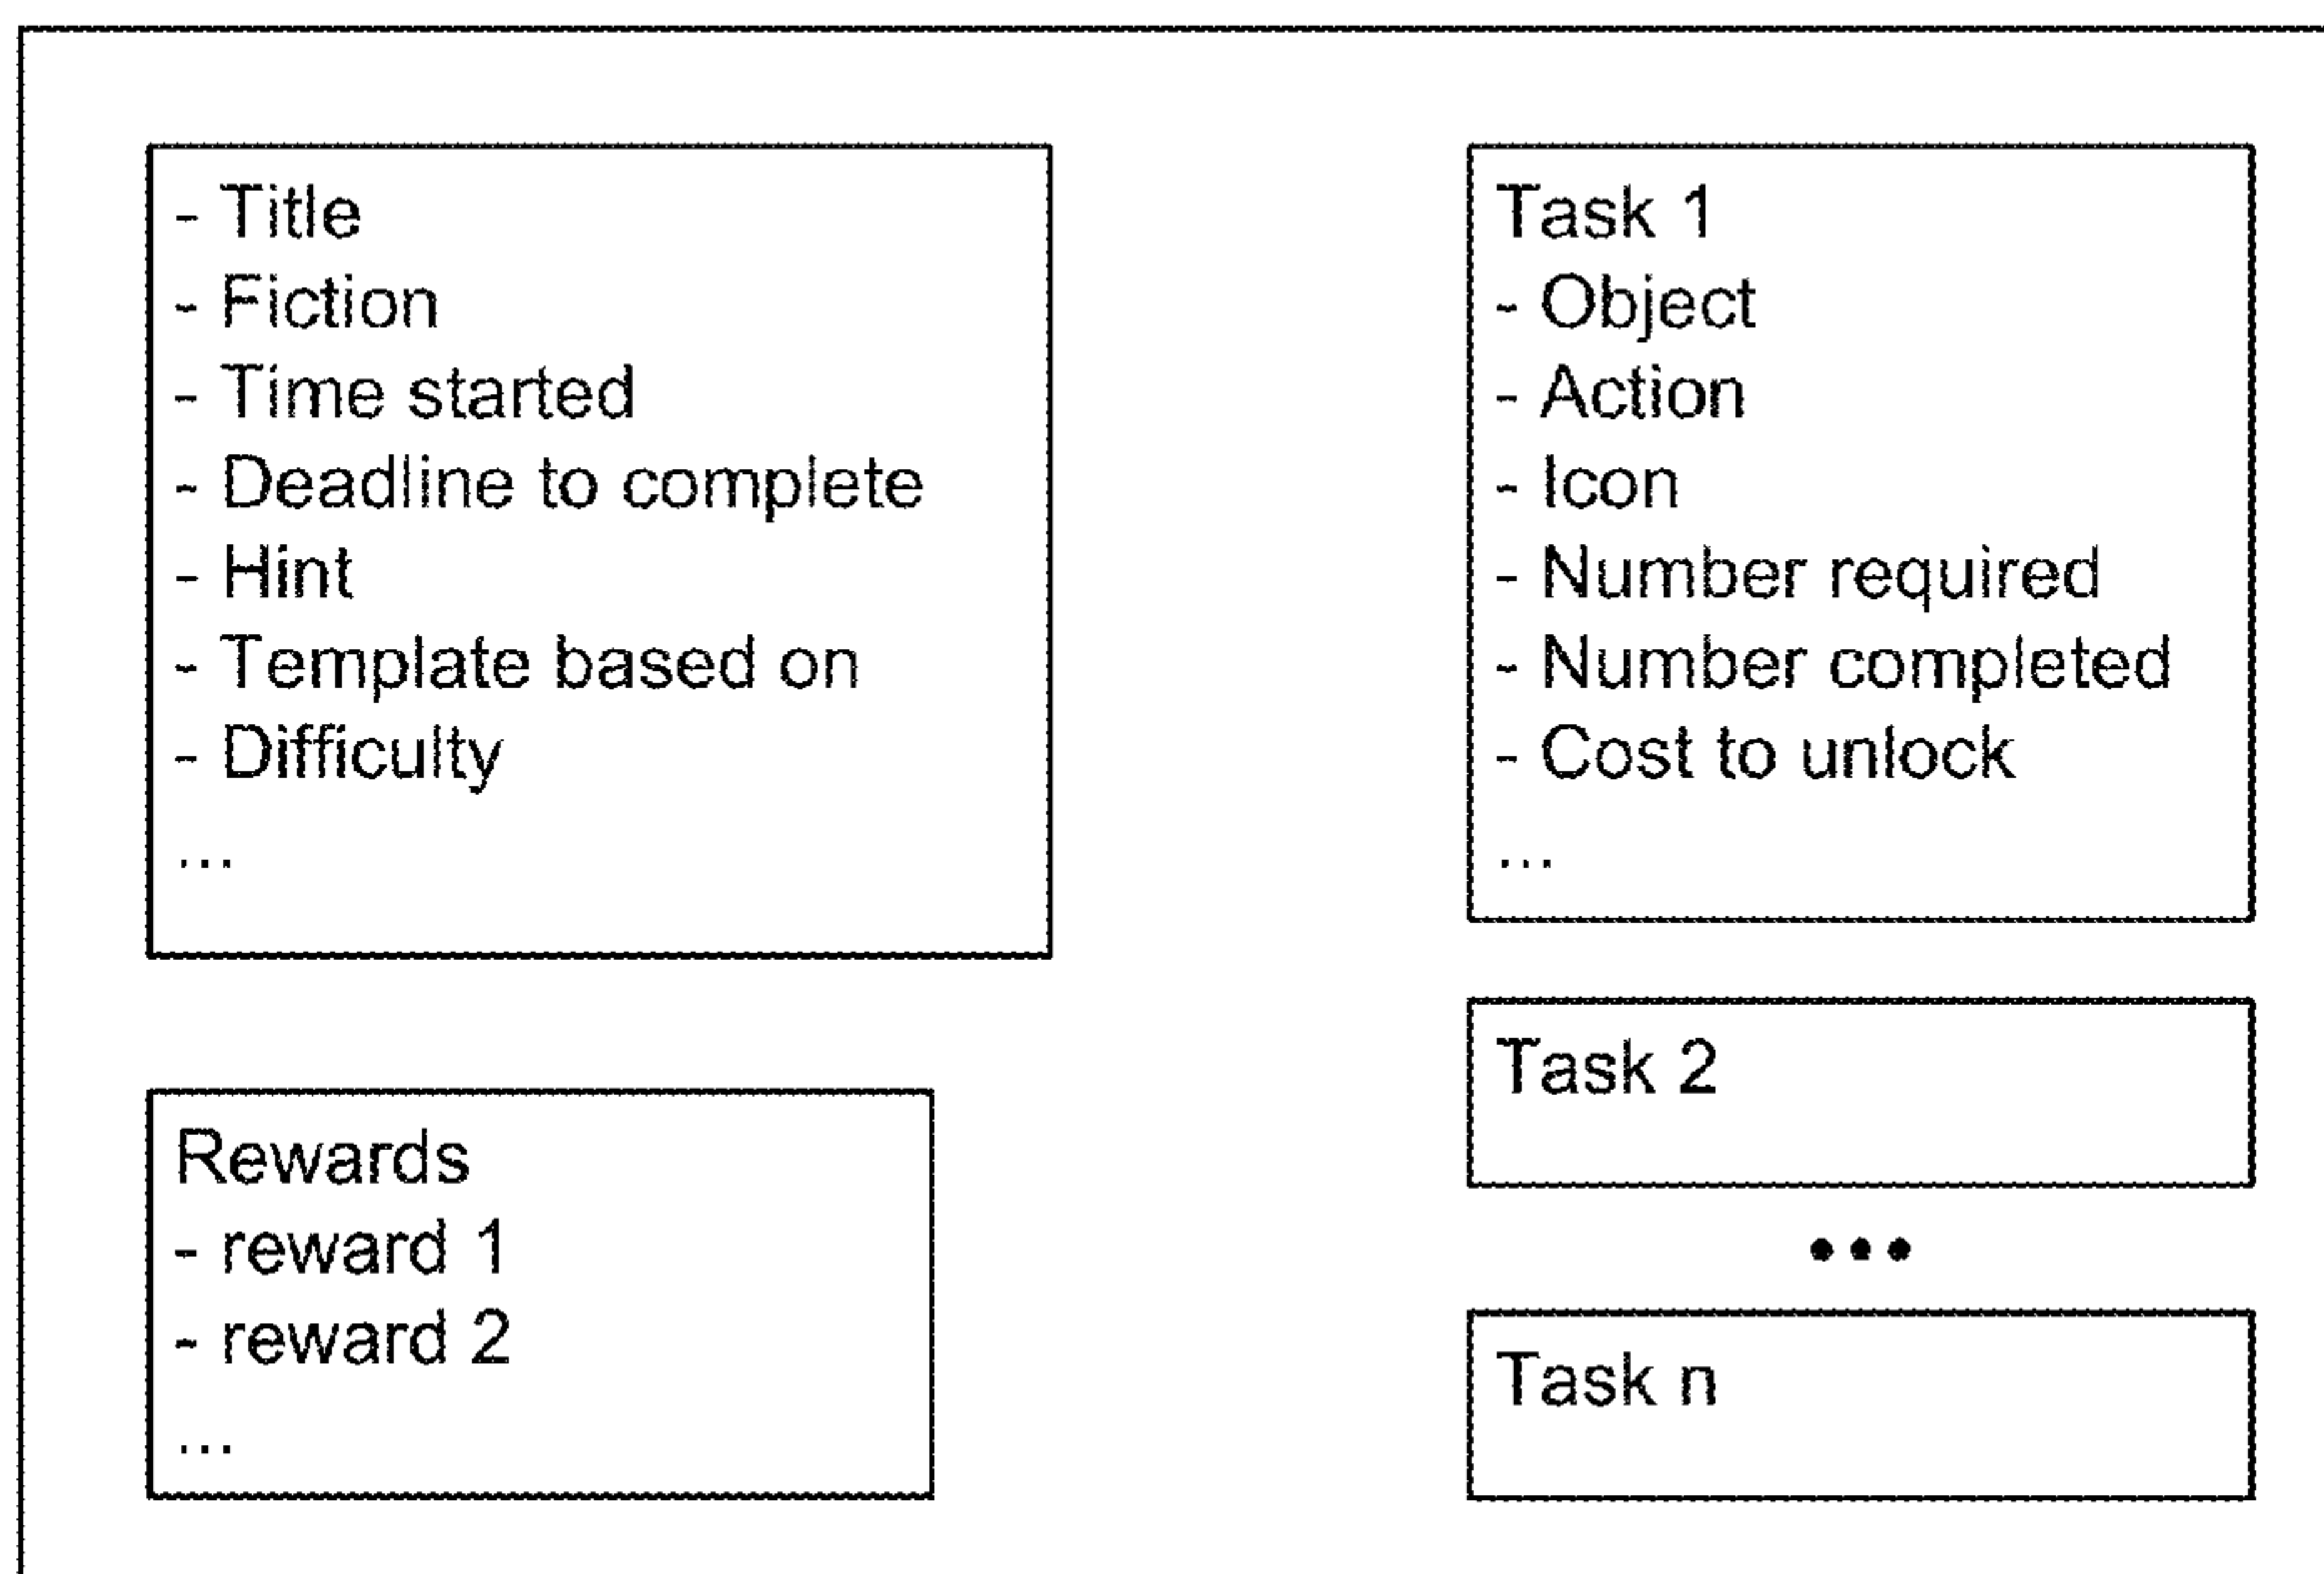 - Title
- Fiction
- Time started
- Deadline to complete
- Hint
- Template based on
- Difficulty
...
Rewards
- reward 1
- reward 2
...
Task 1
- Object
- Action
- Icon
- Number required
- Number completed
- Cost to unlock
...
Task 2
•••
Task n